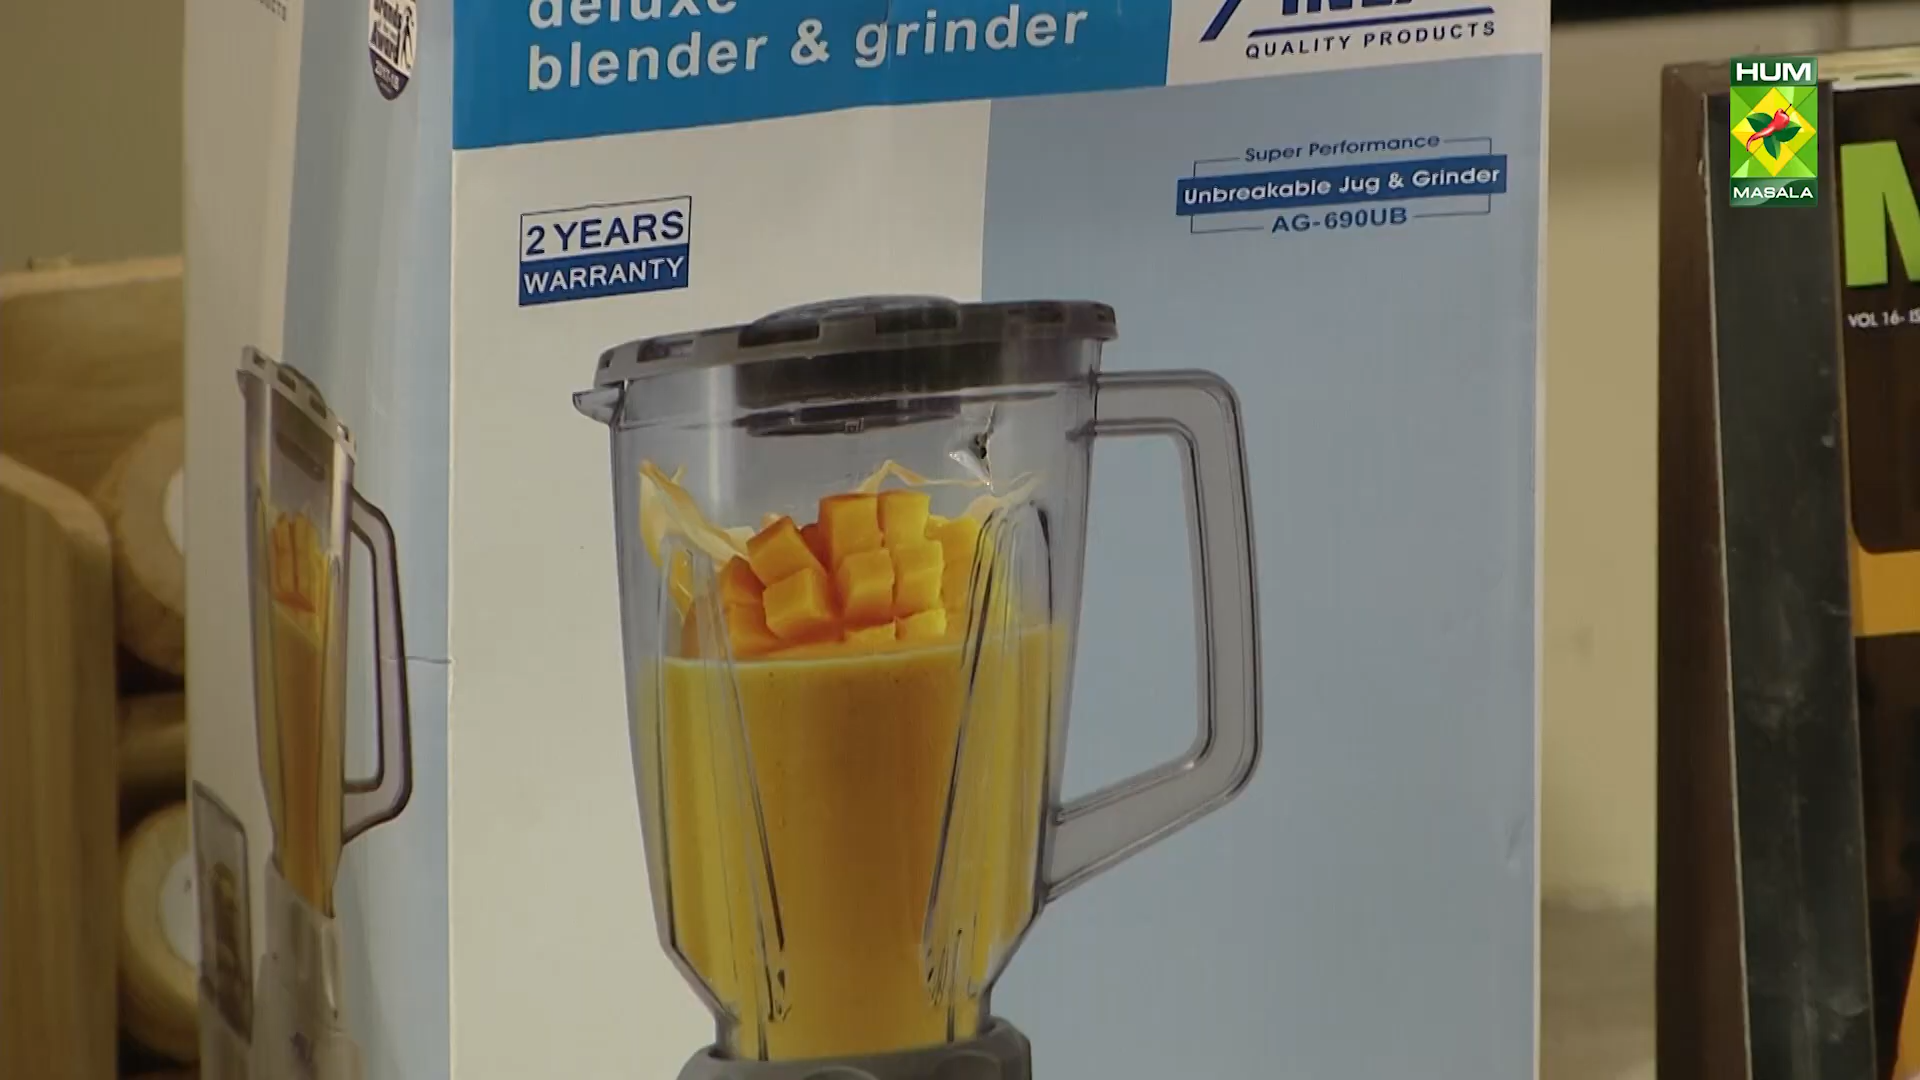 deluxe
blender & grinder
QUALITY PRODUCTS
HUM
MASALA
Super Performance
Unbreakable Jug & Grinder
AG-690UB
2 YEARS
WARRANTY
VOL 16-